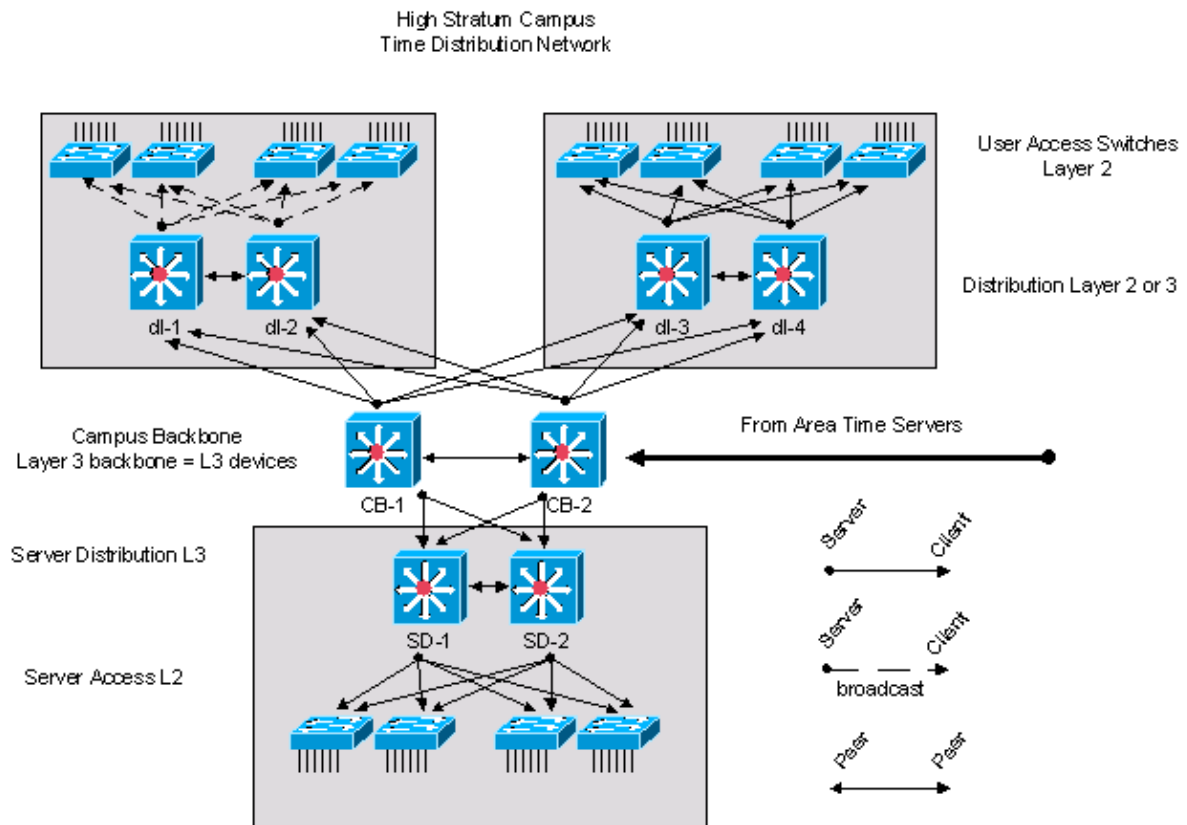 High Stratum Campus
Time Distribution Network
User Access Switches
Layer 2
Distribution Layer 2 or 3
dl-1
dl-2
dl-3
dl-4
Campus Backbone
Layer 3 backbone = L3 devices
From Area Time Servers
CB-1
CB-2
Server Distribution L3
SD-1
SD-2
Server Access L2
Server
Client
Server
Client
broadcast
Peer
Peer